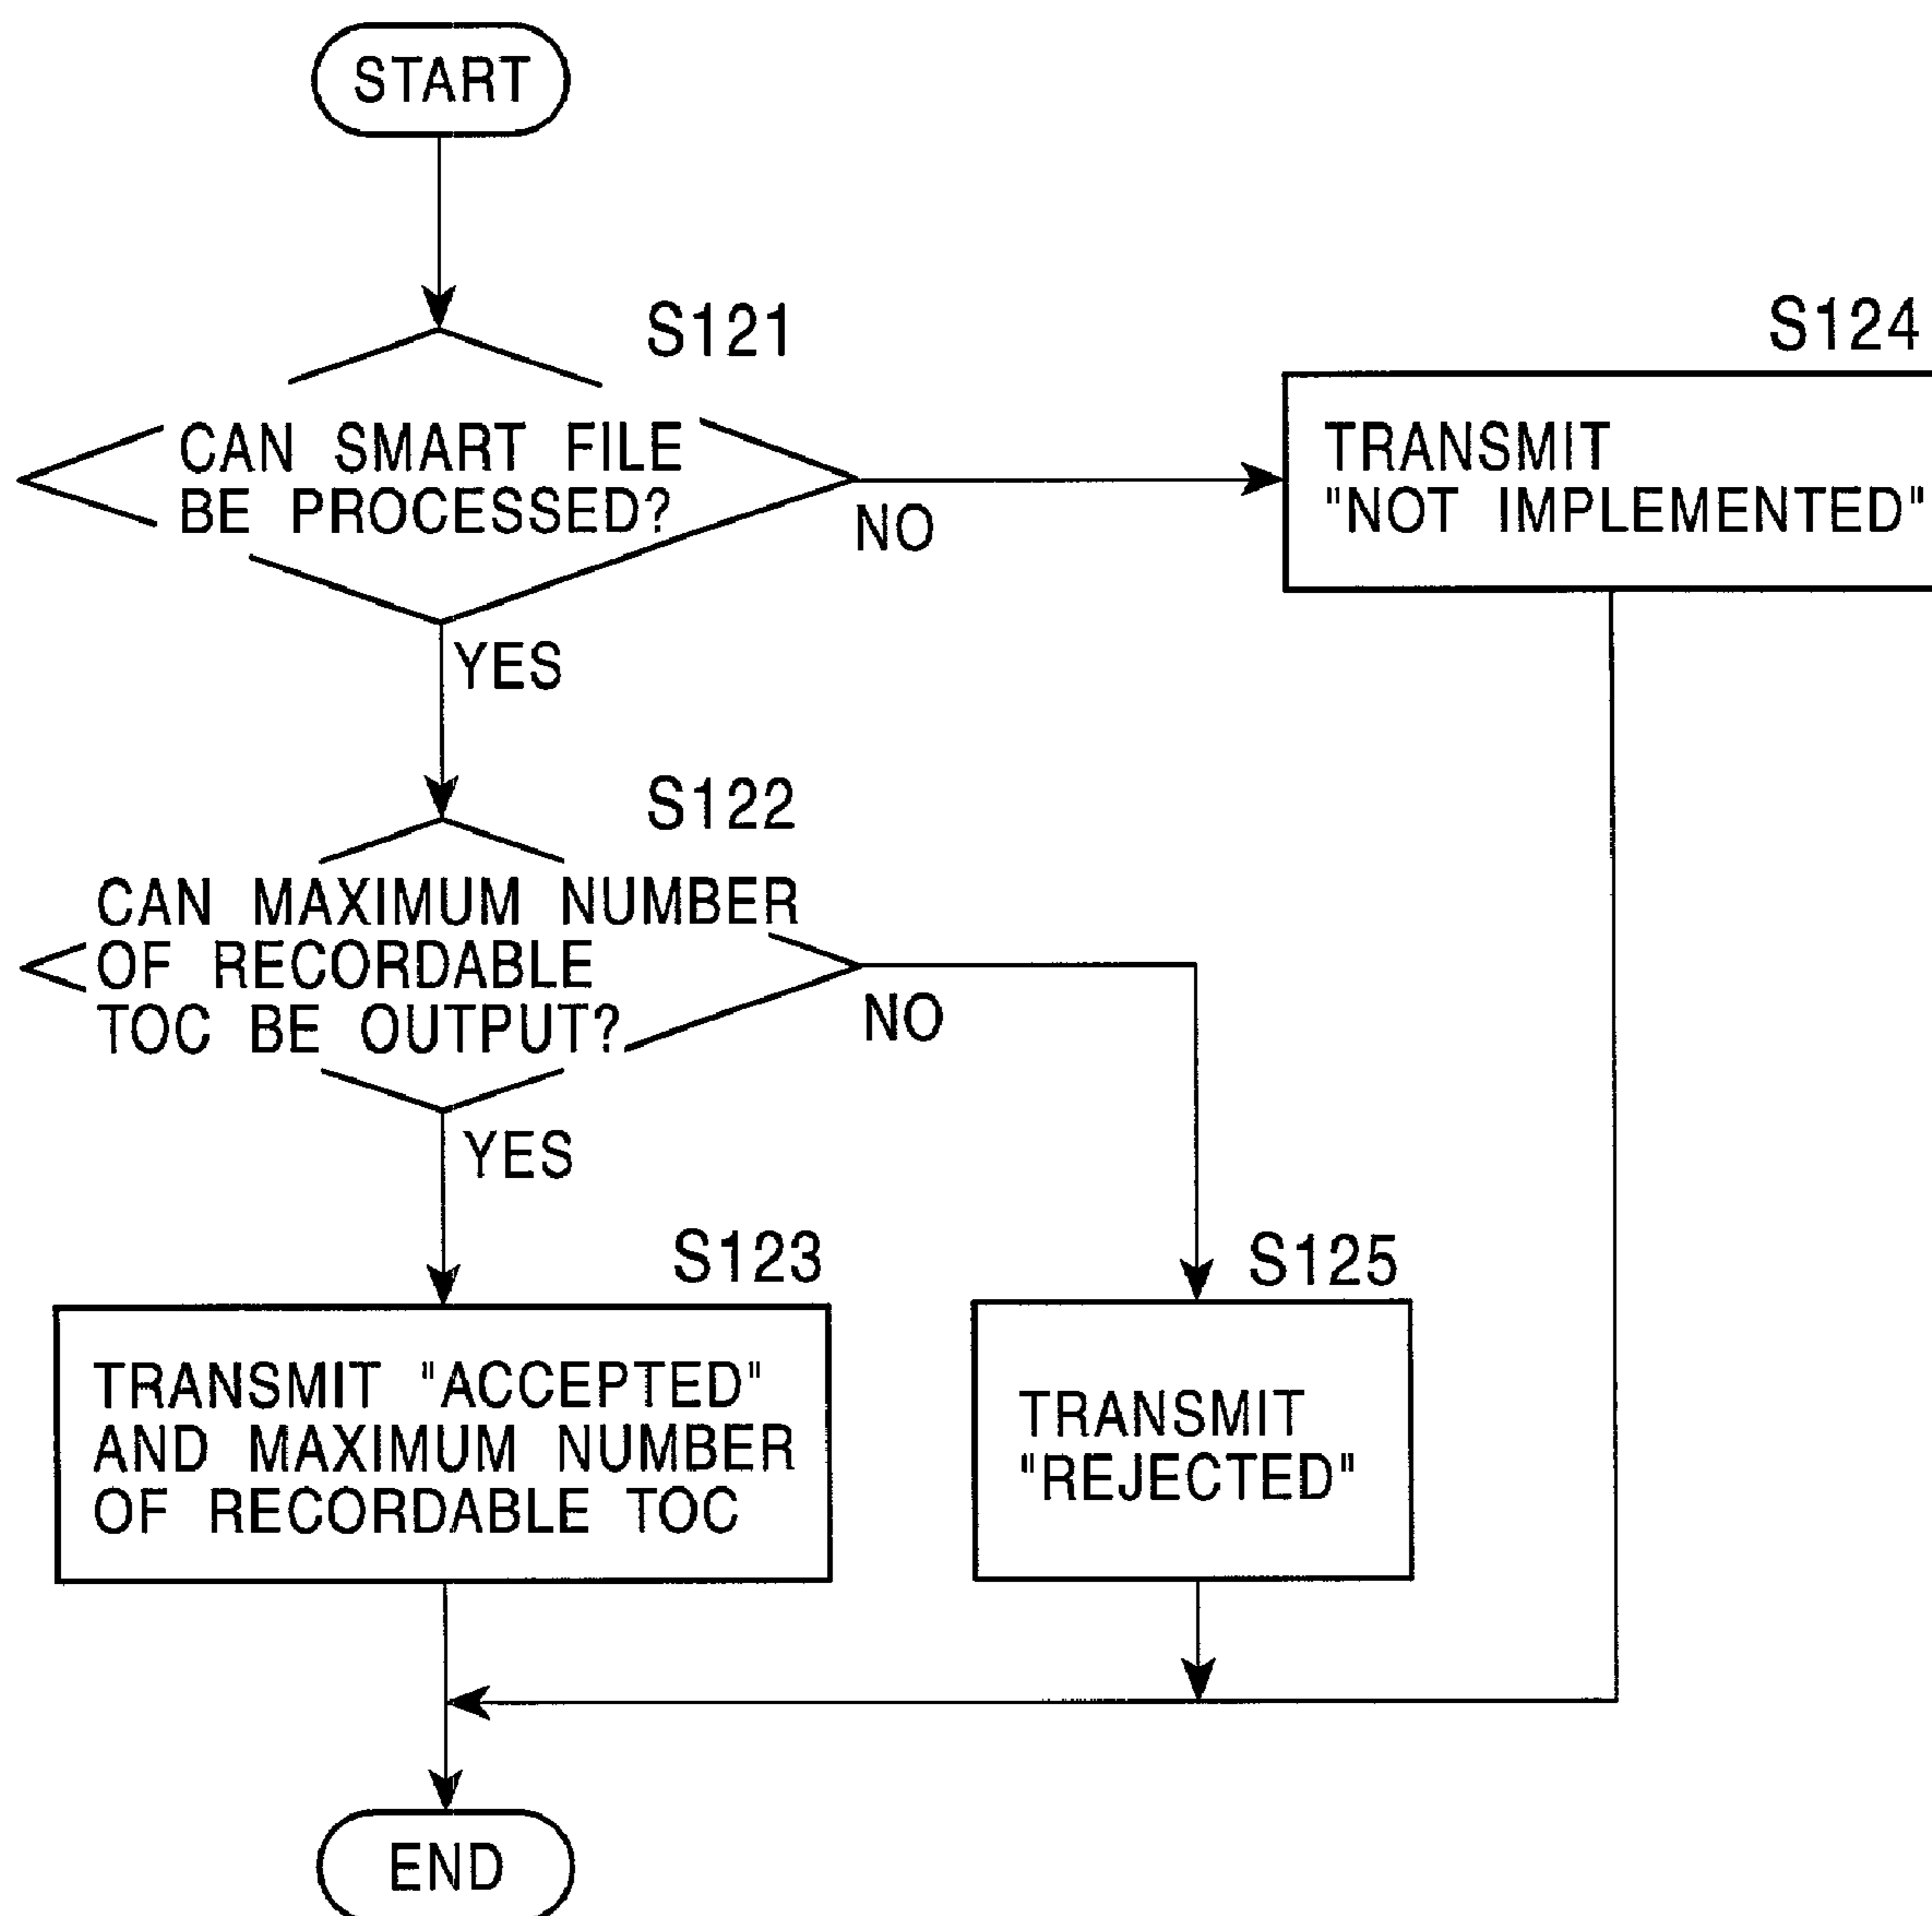 START
S121
CAN SMART FILE
BE PROCESSED?
NO
YES
S124
TRANSMIT
"NOT IMPLEMENTED"
S122
CAN MAXIMUM NUMBER
OF RECORDABLE
TOC BE OUTPUT?
NO
YES
S123
TRANSMIT "ACCEPTED"
AND MAXIMUM NUMBER
OF RECORDABLE TOC
S125
TRANSMIT
"REJECTED"
END